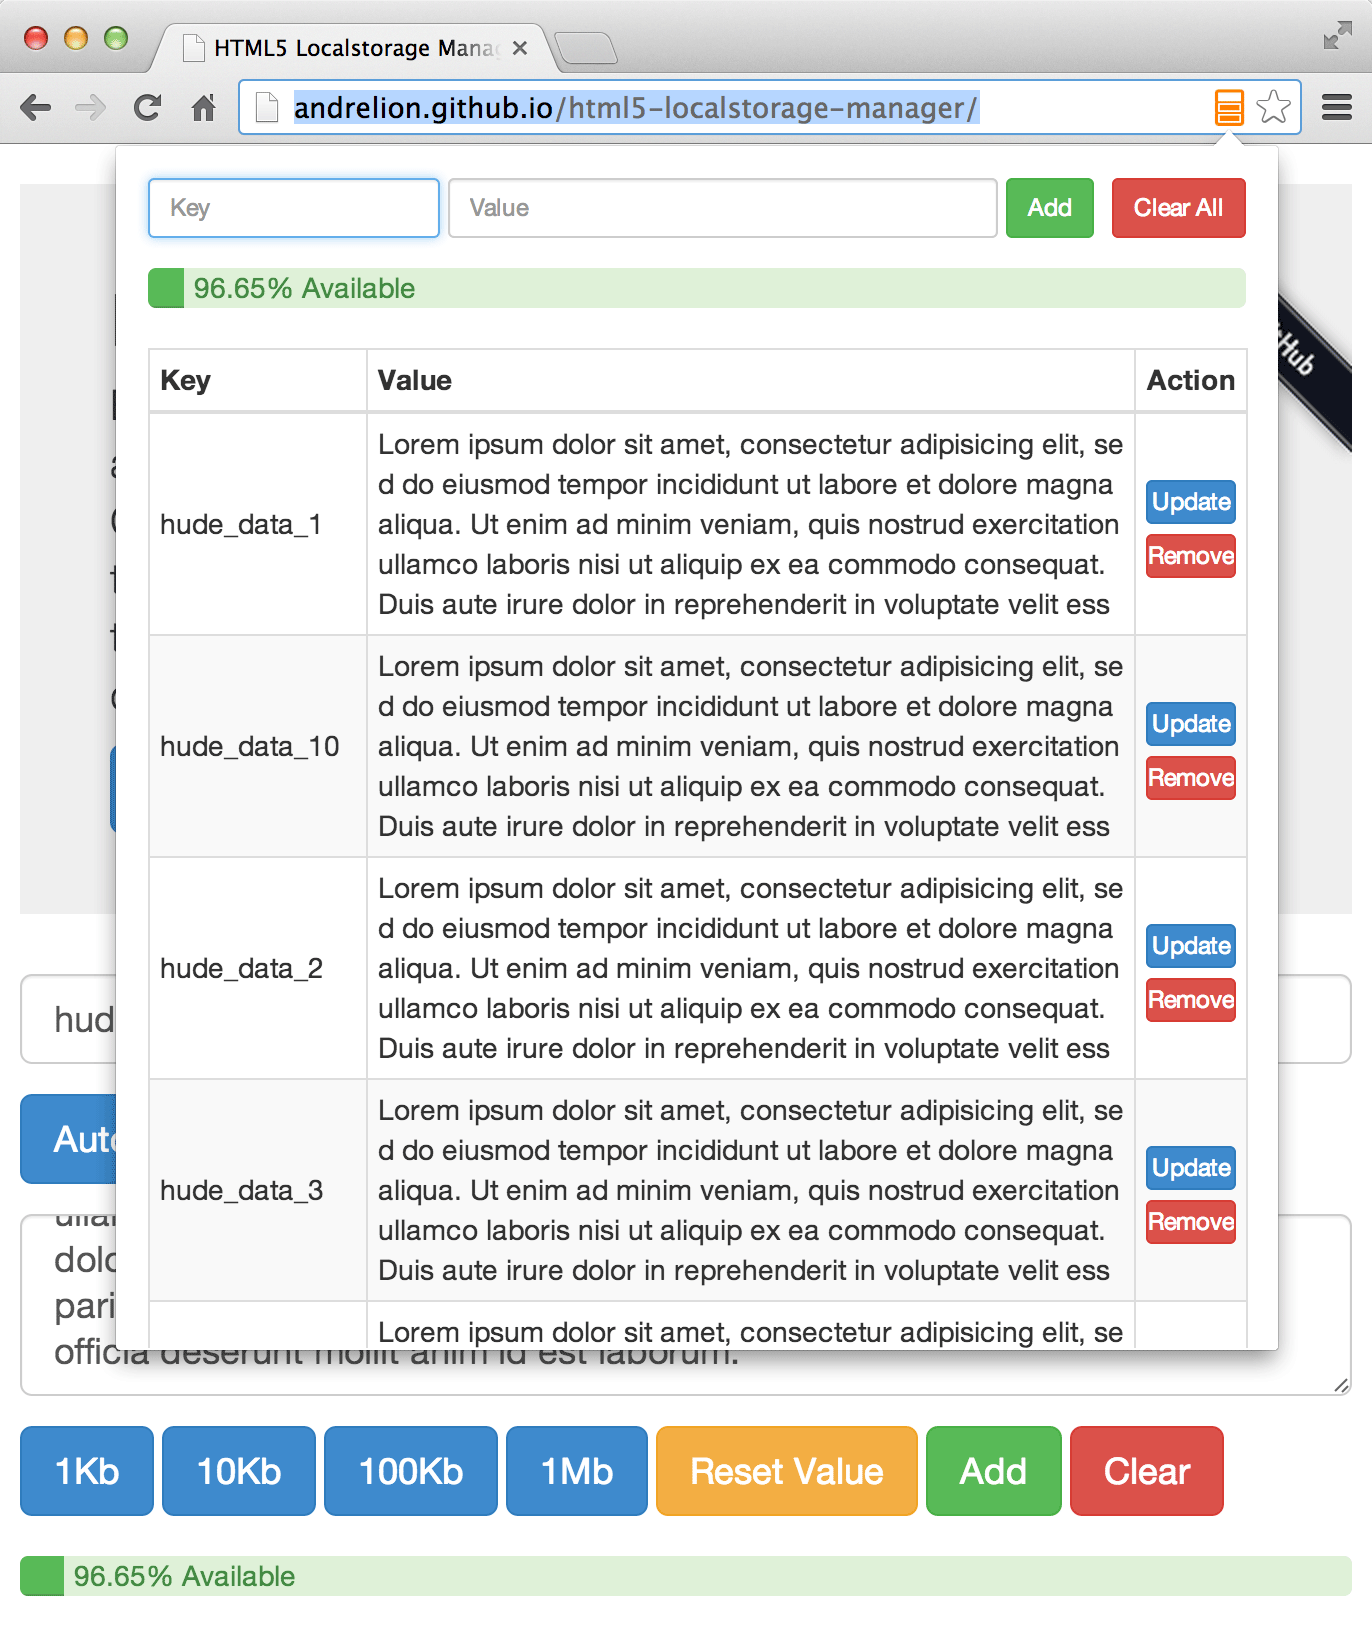 HTML5 Localstorage Mana
andrelion.github.io/html5-localstorage-manager/
Key Value Add Clear All
96.65% Available
Key Value Action
hude_data_1
Lorem ipsum dolor sit amet, consectetur adipisicing elit, se
d do eiusmod tempor incididunt ut labore et dolore magna
aliqua. Ut enim ad minim veniam, quis nostrud exercitation
ullamco laboris nisi ut aliquip ex ea commodo consequat.
Duis aute irure dolor in reprehenderit in voluptate velit ess
Update
Remove
hude_data_10
Lorem ipsum dolor sit amet, consectetur adipisicing elit, se
d do eiusmod tempor incididunt ut labore et dolore magna
aliqua. Ut enim ad minim veniam, quis nostrud exercitation
ullamco laboris nisi ut aliquip ex ea commodo consequat.
Duis aute irure dolor in reprehenderit in voluptate velit ess
Update
Remove
hude_data_2
Lorem ipsum dolor sit amet, consectetur adipisicing elit, se
d do eiusmod tempor incididunt ut labore et dolore magna
aliqua. Ut enim ad minim veniam, quis nostrud exercitation
ullamco laboris nisi ut aliquip ex ea commodo consequat.
Duis aute irure dolor in reprehenderit in voluptate velit ess
Update
Remove
hude_data_3
Lorem ipsum dolor sit amet, consectetur adipisicing elit, se
d do eiusmod tempor incididunt ut labore et dolore magna
aliqua. Ut enim ad minim veniam, quis nostrud exercitation
ullamco laboris nisi ut aliquip ex ea commodo consequat.
Duis aute irure dolor in reprehenderit in voluptate velit ess
Update
Remove
Lorem ipsum dolor sit amet, consectetur adipisicing elit, se
tHub
hud
Auto
dolo
pari
officia deserunt mollit anim id est laborum.
1Kb 10Kb 100Kb 1Mb Reset Value Add Clear
96.65% Available